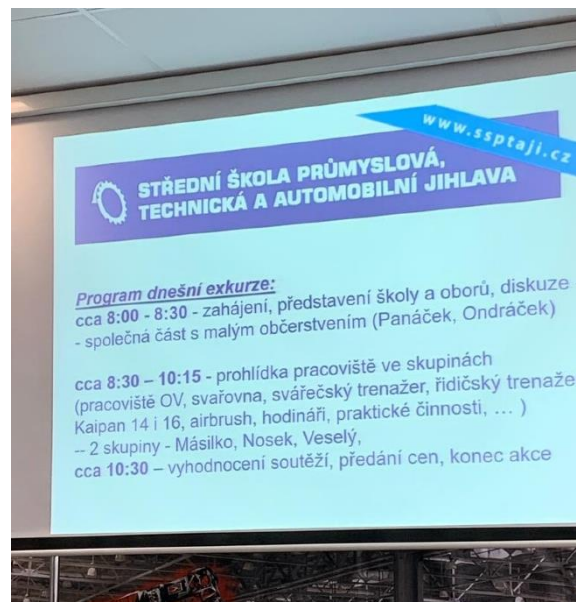 www.ssptaji.cz
STŘEDNÍ ŠKOLA PRŮMYSLOVÁ,
TECHNICKÁ A AUTOMOBILNÍ JIHLAVA
Program dnešní exkurze:
cca 8:00 - 8:30 - zahájení, představení školy a oborů, diskuze
- společná část s malým občerstvením (Panáček, Ondráček)
cca 8:30 – 10:15 - prohlídka pracoviště ve skupinách
(pracoviště OV, svařovna, svářečský trenažer, řidičský trenaže
Kaipan 14 i 16, airbrush, hodináři, praktické činnosti, … )
-- 2 skupiny - Másilko, Nosek, Veselý,
cca 10:30 – vyhodnocení soutěží, předání cen, konec akce